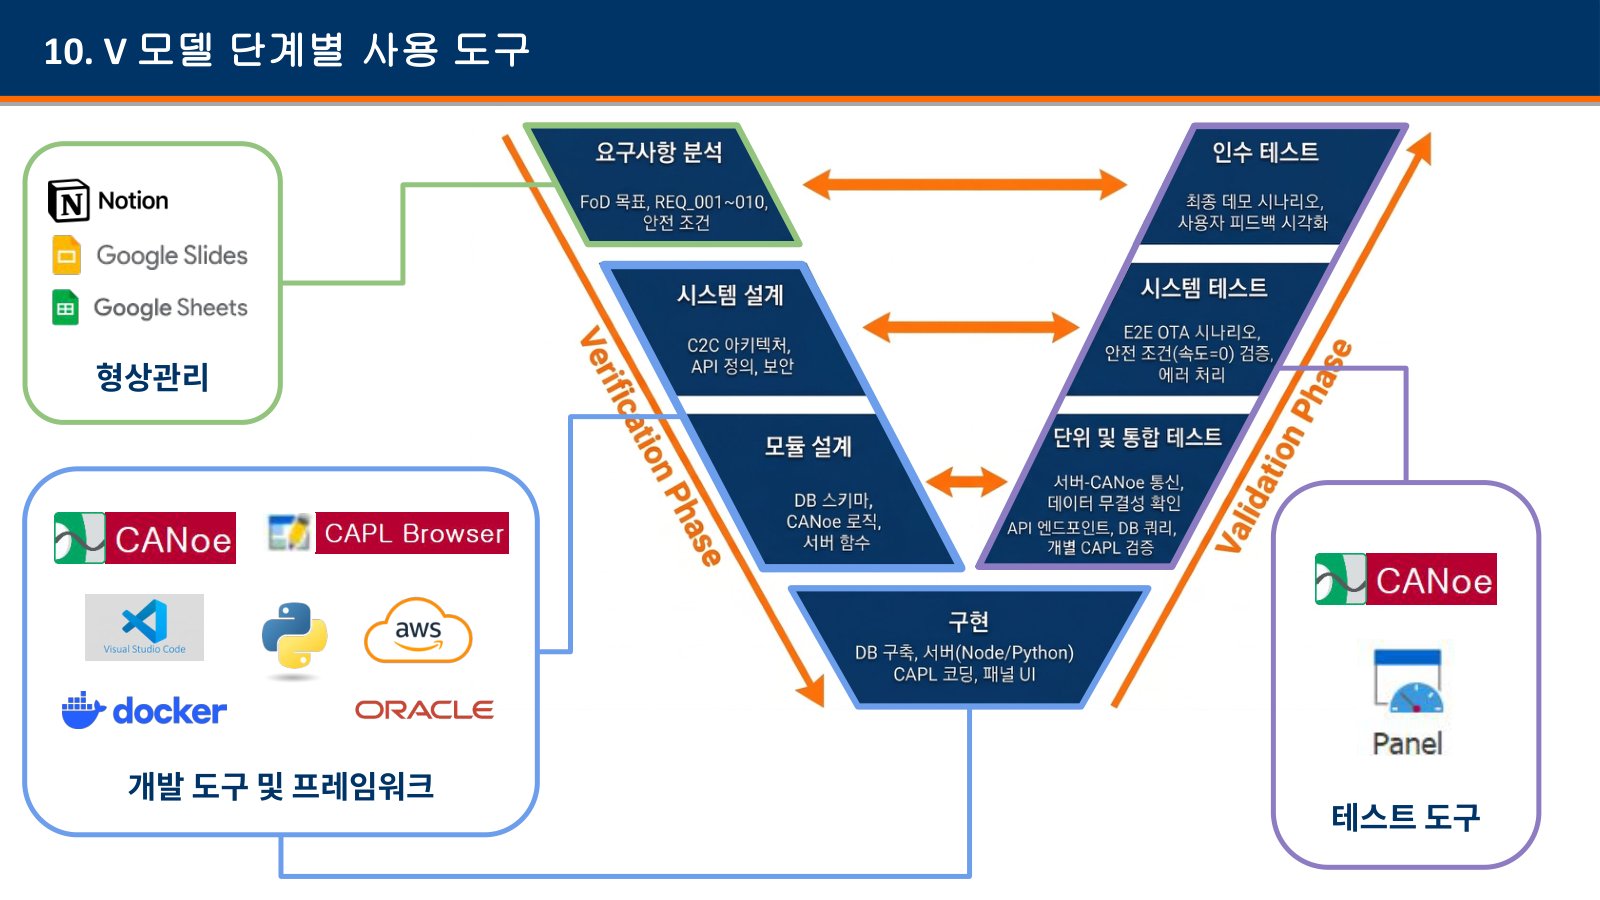 10. V 모델 단계별 사용 도구
Notion
Google Slides
Google Sheets
형상관리
CANoe
CAPL Browser
Visual Studio Code
aws
docker
ORACLE
개발 도구 및 프레임워크
Verification Phase
요구사항 분석
FoD 목표, REQ_001~010,
안전 조건
시스템 설계
C2C 아키텍처,
API 정의, 보안
모듈 설계
DB 스키마,
CANoe 로직,
서버 함수
구현
DB 구축, 서버(Node/Python)
CAPL 코딩, 패널 UI
인수 테스트
최종 데모 시나리오,
사용자 피드백 시각화
시스템 테스트
E2E OTA 시나리오,
안전 조건(속도=0) 검증,
에러 처리
단위 및 통합 테스트
서버-CANoe 통신,
데이터 무결성 확인
API 엔드포인트, DB 쿼리,
개별 CAPL 검증
Validation Phase
CANoe
Panel
테스트 도구